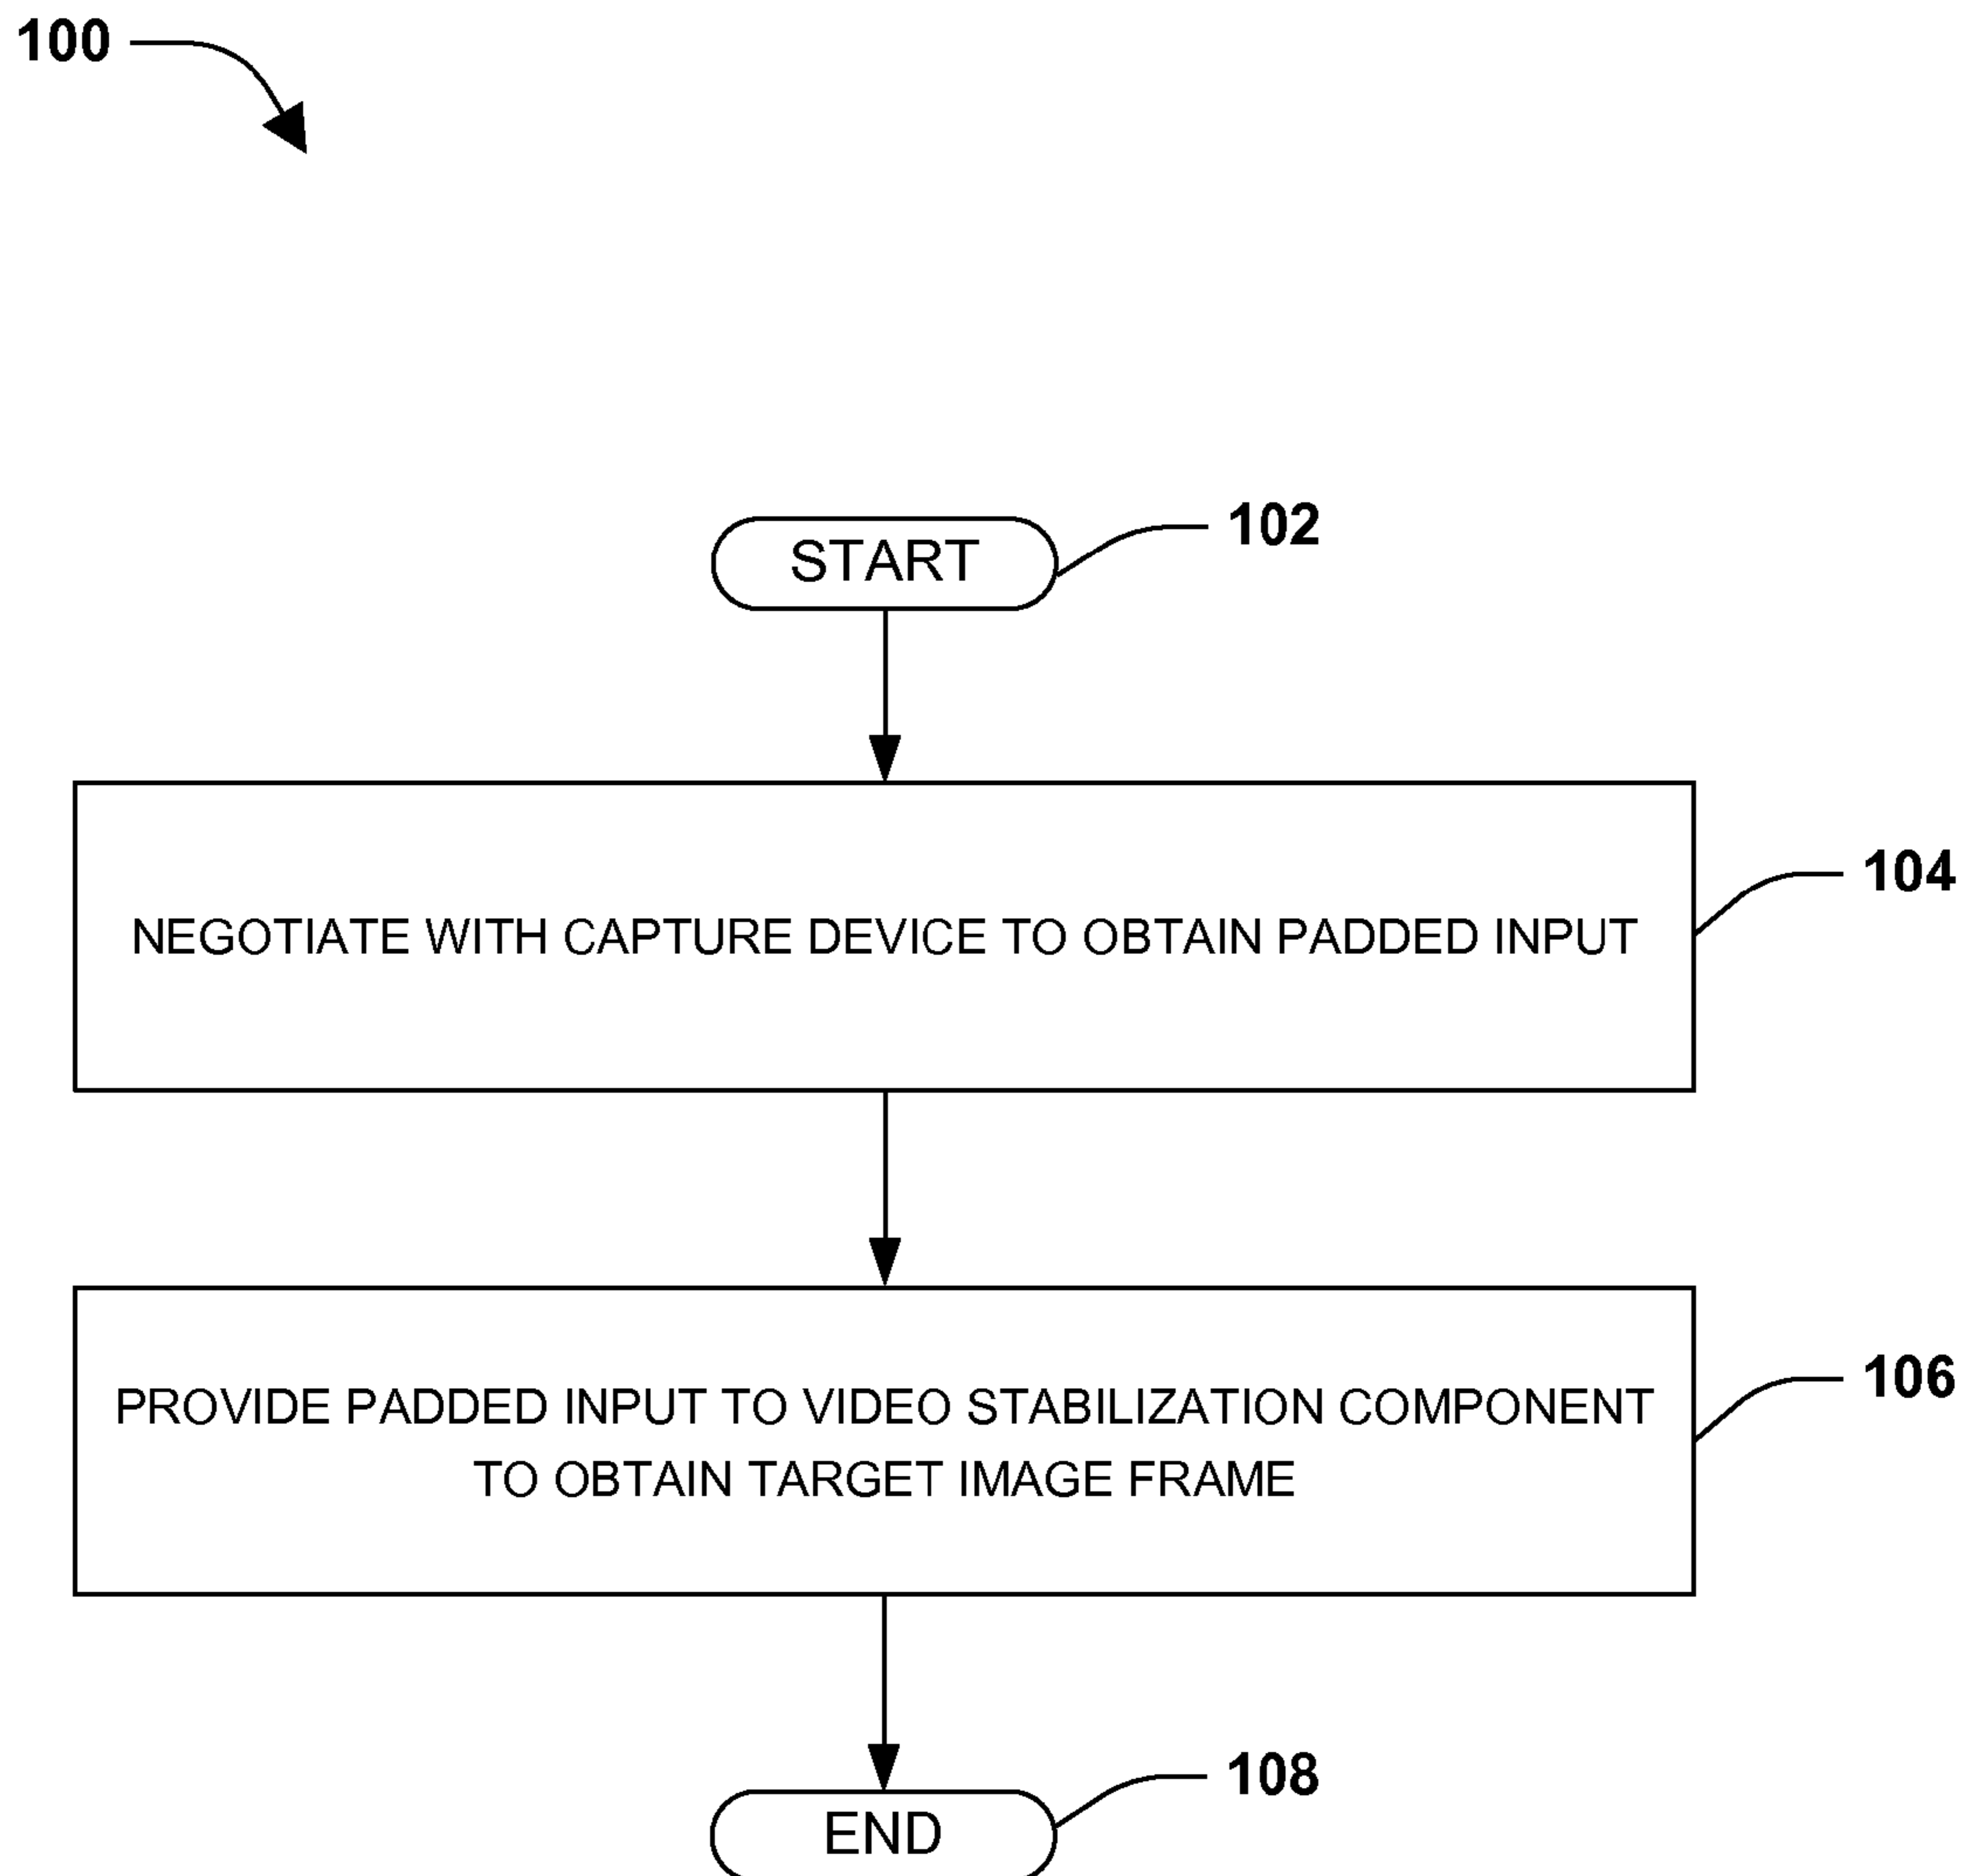 100
START
102
NEGOTIATE WITH CAPTURE DEVICE TO OBTAIN PADDED INPUT
104
PROVIDE PADDED INPUT TO VIDEO STABILIZATION COMPONENT
TO OBTAIN TARGET IMAGE FRAME
106
END
108